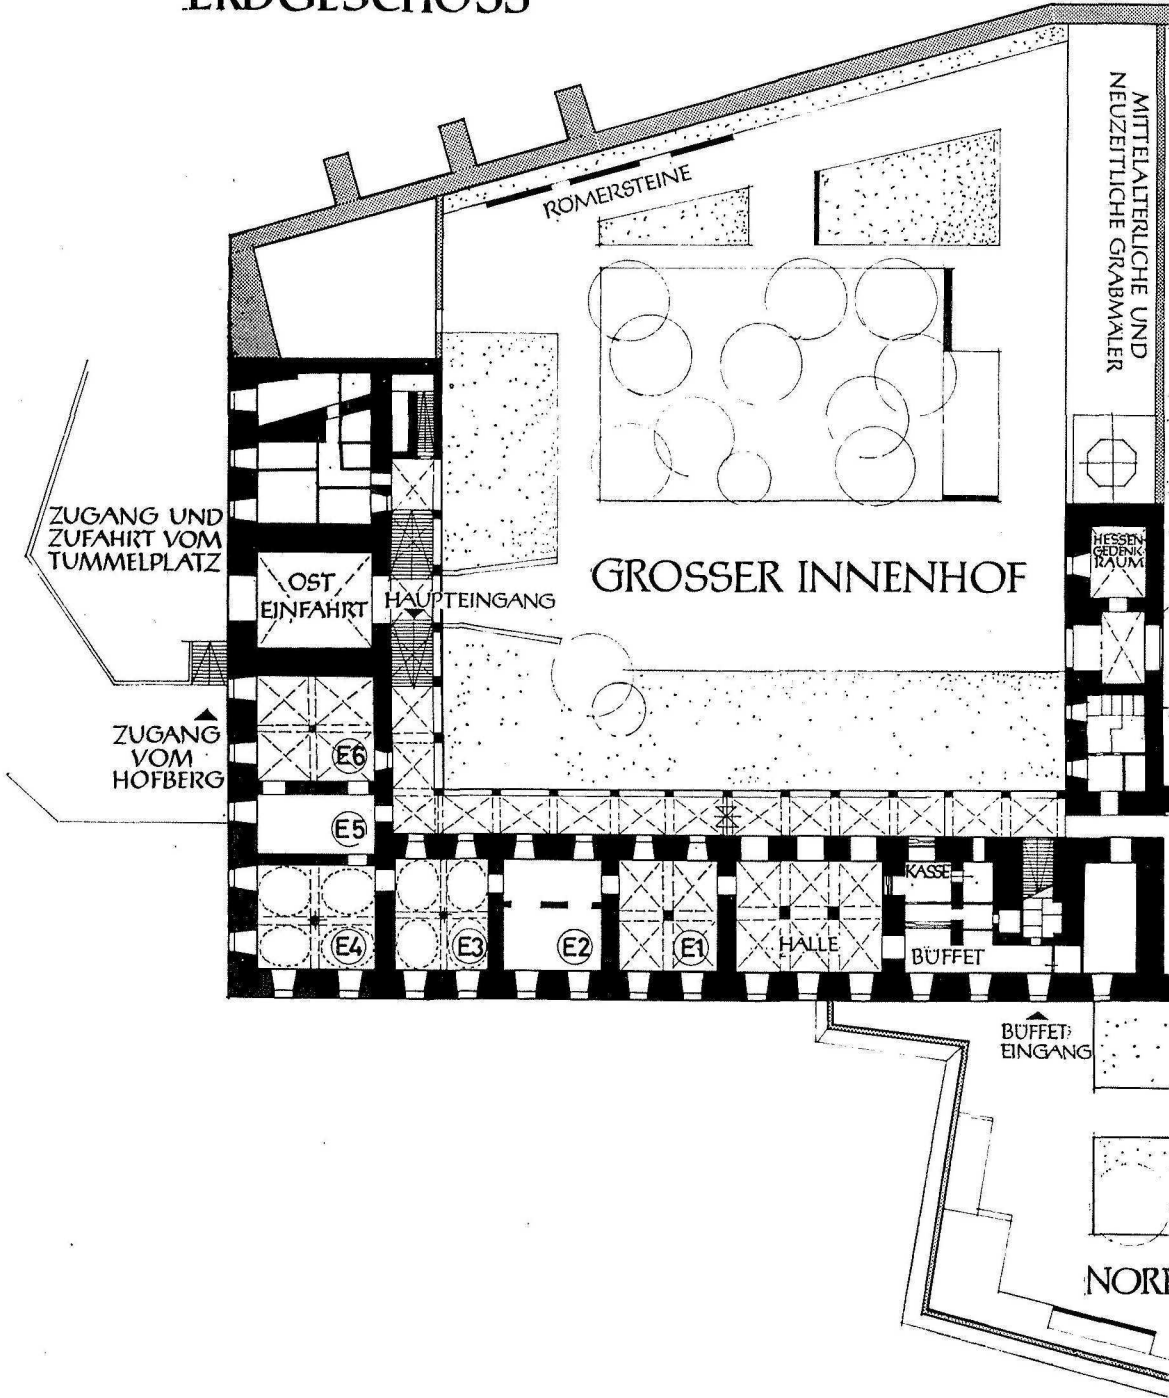 ERDGESCHOSS
MITTELALTERLICHE UND
NEUZEITLICHE GRABMÄLER
RÖMERSTEINE
ZUGANG UND
ZUFAHRT VOM
TUMMELPLATZ
OST
EINFAHRT
HAUPTEINGANG
GROSSER INNENHOF
HESSEN-
GEDENK-
RAUM
ZUGANG
VOM
HOFBERG
E6
E5
E4
E3
E2
E1
HALLE
KASSE
BÜFFET
BÜFFET-
EINGANG